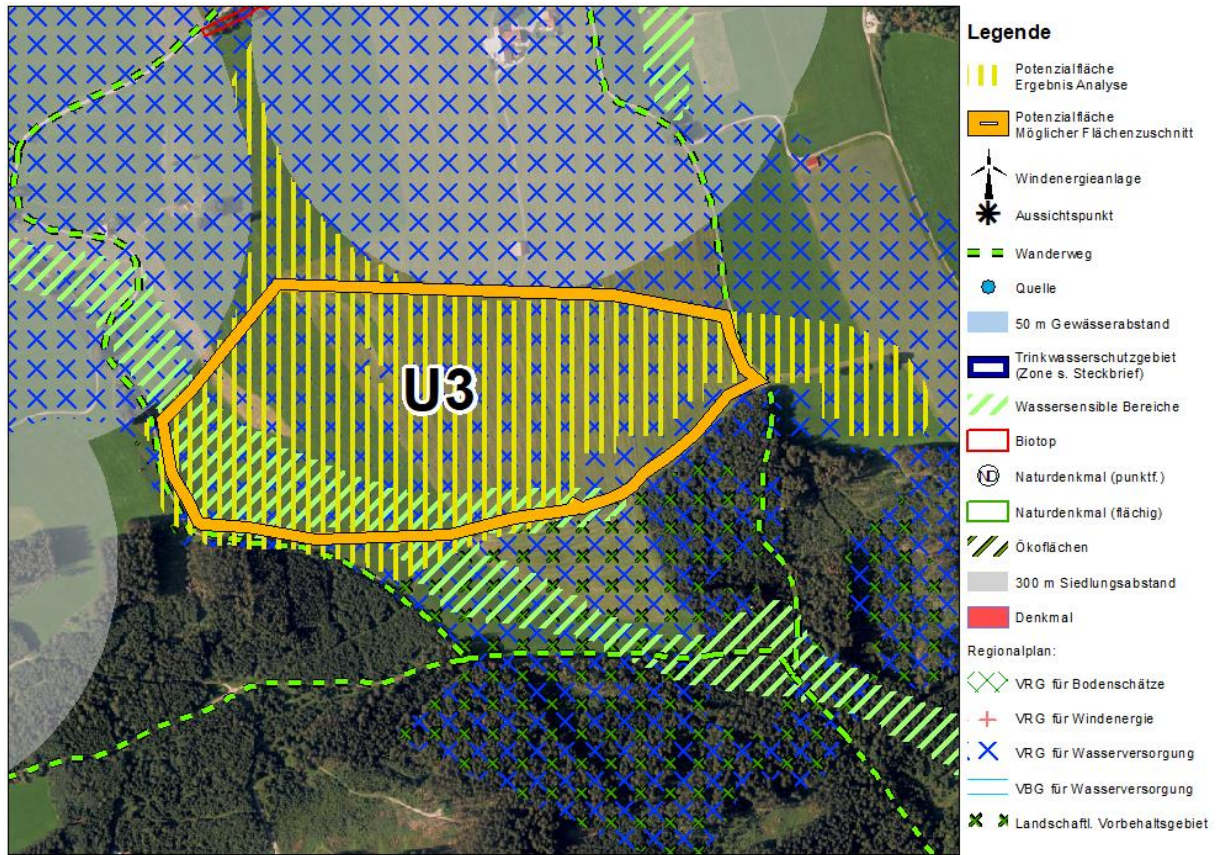 U3
Legende
Potenzialfläche
Ergebnis Analyse
Potenzialfläche
Möglicher Flächenzuschnitt
Windenergieanlage
Aussichtspunkt
Wanderweg
Quelle
50 m Gewässerabstand
Trinkwasserschutzgebiet
(Zone s. Steckbrief)
Wassersensible Bereiche
Biotop
ND
Naturdenkmal (punktf.)
Naturdenkmal (flächig)
Ökoflächen
300 m Siedlungsabstand
Denkmal
Regionalplan:
VRG für Bodenschätze
VRG für Windenergie
VRG für Wasserversorgung
VBG für Wasserversorgung
Landschaftl. Vorbehaltsgebiet